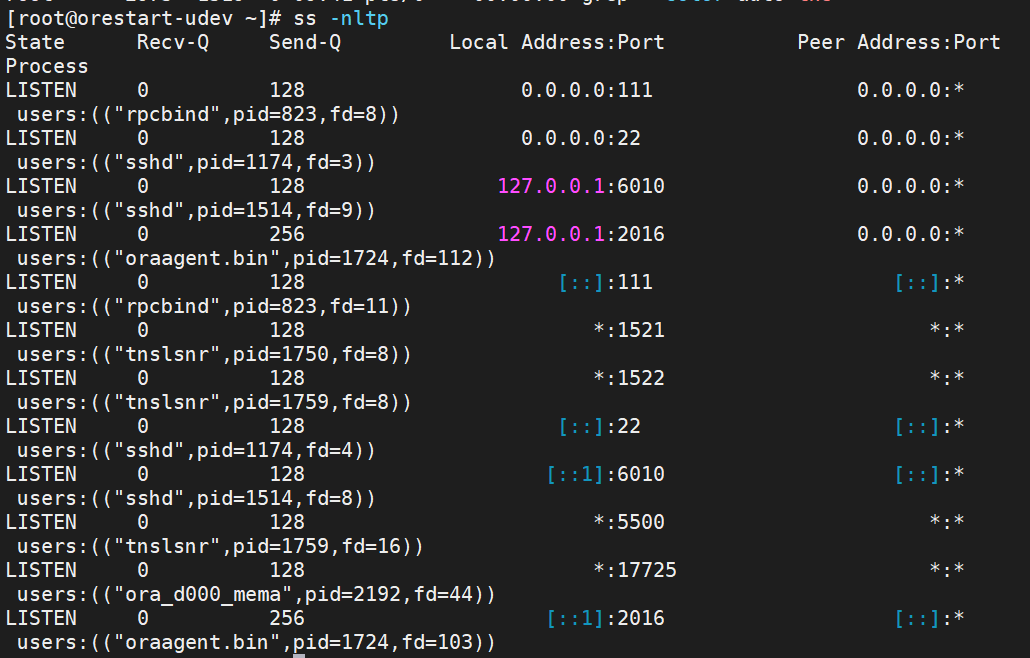 [root@orestart-udev ~]# ss -nltp
State Recv-Q Send-Q Local Address:Port Peer Address:Port
Process
LISTEN 0 128 0.0.0.0:111 0.0.0.0:*
users:(("rpcbind",pid=823,fd=8))
LISTEN 0 128 0.0.0.0:22 0.0.0.0:*
users:(("sshd",pid=1174,fd=3))
LISTEN 0 128 127.0.0.1:6010 0.0.0.0:*
users:(("sshd",pid=1514,fd=9))
LISTEN 0 256 127.0.0.1:2016 0.0.0.0:*
users:(("oraagent.bin",pid=1724,fd=112))
LISTEN 0 128 [::]:111 [::]:*
users:(("rpcbind",pid=823,fd=11))
LISTEN 0 128 *:1521 *:*
users:(("tnslsnr",pid=1750,fd=8))
LISTEN 0 128 *:1522 *:*
users:(("tnslsnr",pid=1759,fd=8))
LISTEN 0 128 [::]:22 [::]:*
users:(("sshd",pid=1174,fd=4))
LISTEN 0 128 [::1]:6010 [::]:*
users:(("sshd",pid=1514,fd=8))
LISTEN 0 128 *:5500 *:*
users:(("tnslsnr",pid=1759,fd=16))
LISTEN 0 128 *:17725 *:*
users:(("ora_d000_mema",pid=2192,fd=44))
LISTEN 0 256 [::1]:2016 [::]:*
users:(("oraagent.bin",pid=1724,fd=103))